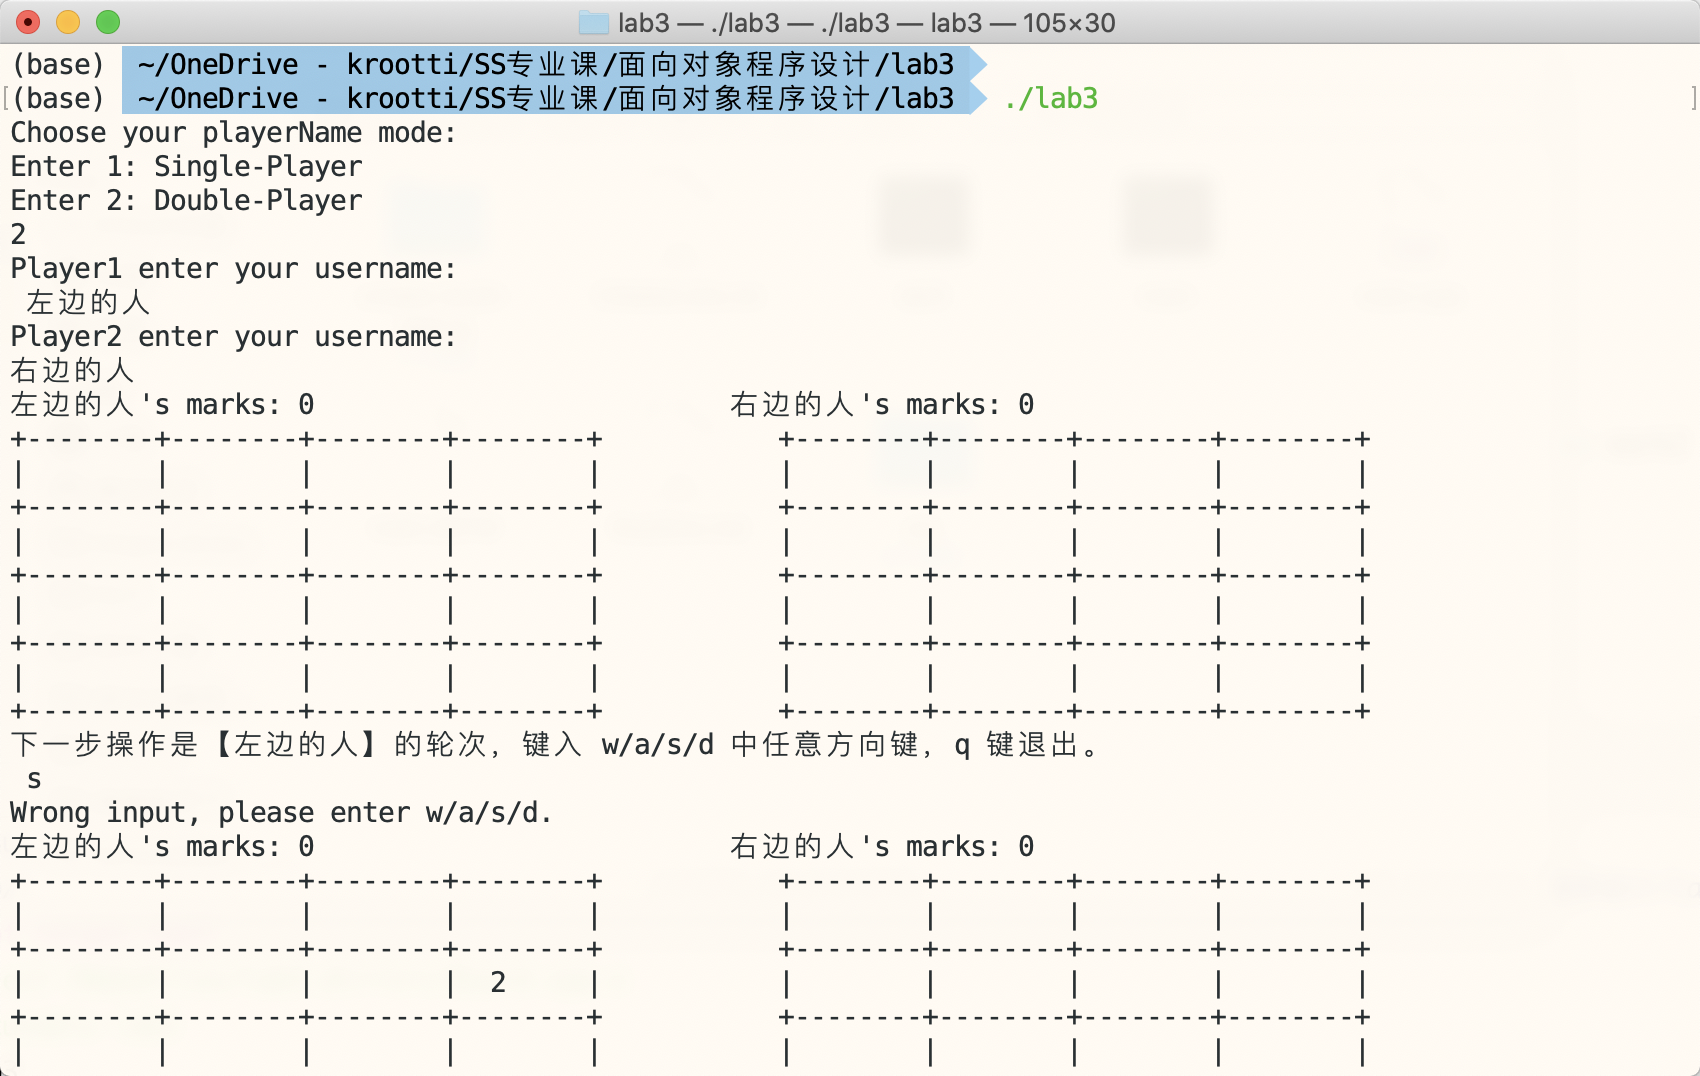 lab3 — ./lab3 — ./lab3 — lab3 — 105×30
(base) ~/OneDrive - krootti/SS专业课/面向对象程序设计/lab3
[(base) ~/OneDrive - krootti/SS专业课/面向对象程序设计/lab3 ./lab3 ]
Choose your playerName mode:
Enter 1: Single-Player
Enter 2: Double-Player
2
Player1 enter your username:
 左边的人
Player2 enter your username:
右边的人
左边的人's marks: 0                          右边的人's marks: 0
+--------+--------+--------+--------+           +--------+--------+--------+--------+
|        |        |        |        |           |        |        |        |        |
+--------+--------+--------+--------+           +--------+--------+--------+--------+
|        |        |        |        |           |        |        |        |        |
+--------+--------+--------+--------+           +--------+--------+--------+--------+
|        |        |        |        |           |        |        |        |        |
+--------+--------+--------+--------+           +--------+--------+--------+--------+
|        |        |        |        |           |        |        |        |        |
+--------+--------+--------+--------+           +--------+--------+--------+--------+
下一步操作是【左边的人】的轮次，键入 w/a/s/d 中任意方向键，q 键退出。
 s
Wrong input, please enter w/a/s/d.
左边的人's marks: 0                          右边的人's marks: 0
+--------+--------+--------+--------+           +--------+--------+--------+--------+
|        |        |        |        |           |        |        |        |        |
+--------+--------+--------+--------+           +--------+--------+--------+--------+
|        |        |        |  2     |           |        |        |        |        |
+--------+--------+--------+--------+           +--------+--------+--------+--------+
|        |        |        |        |           |        |        |        |        |